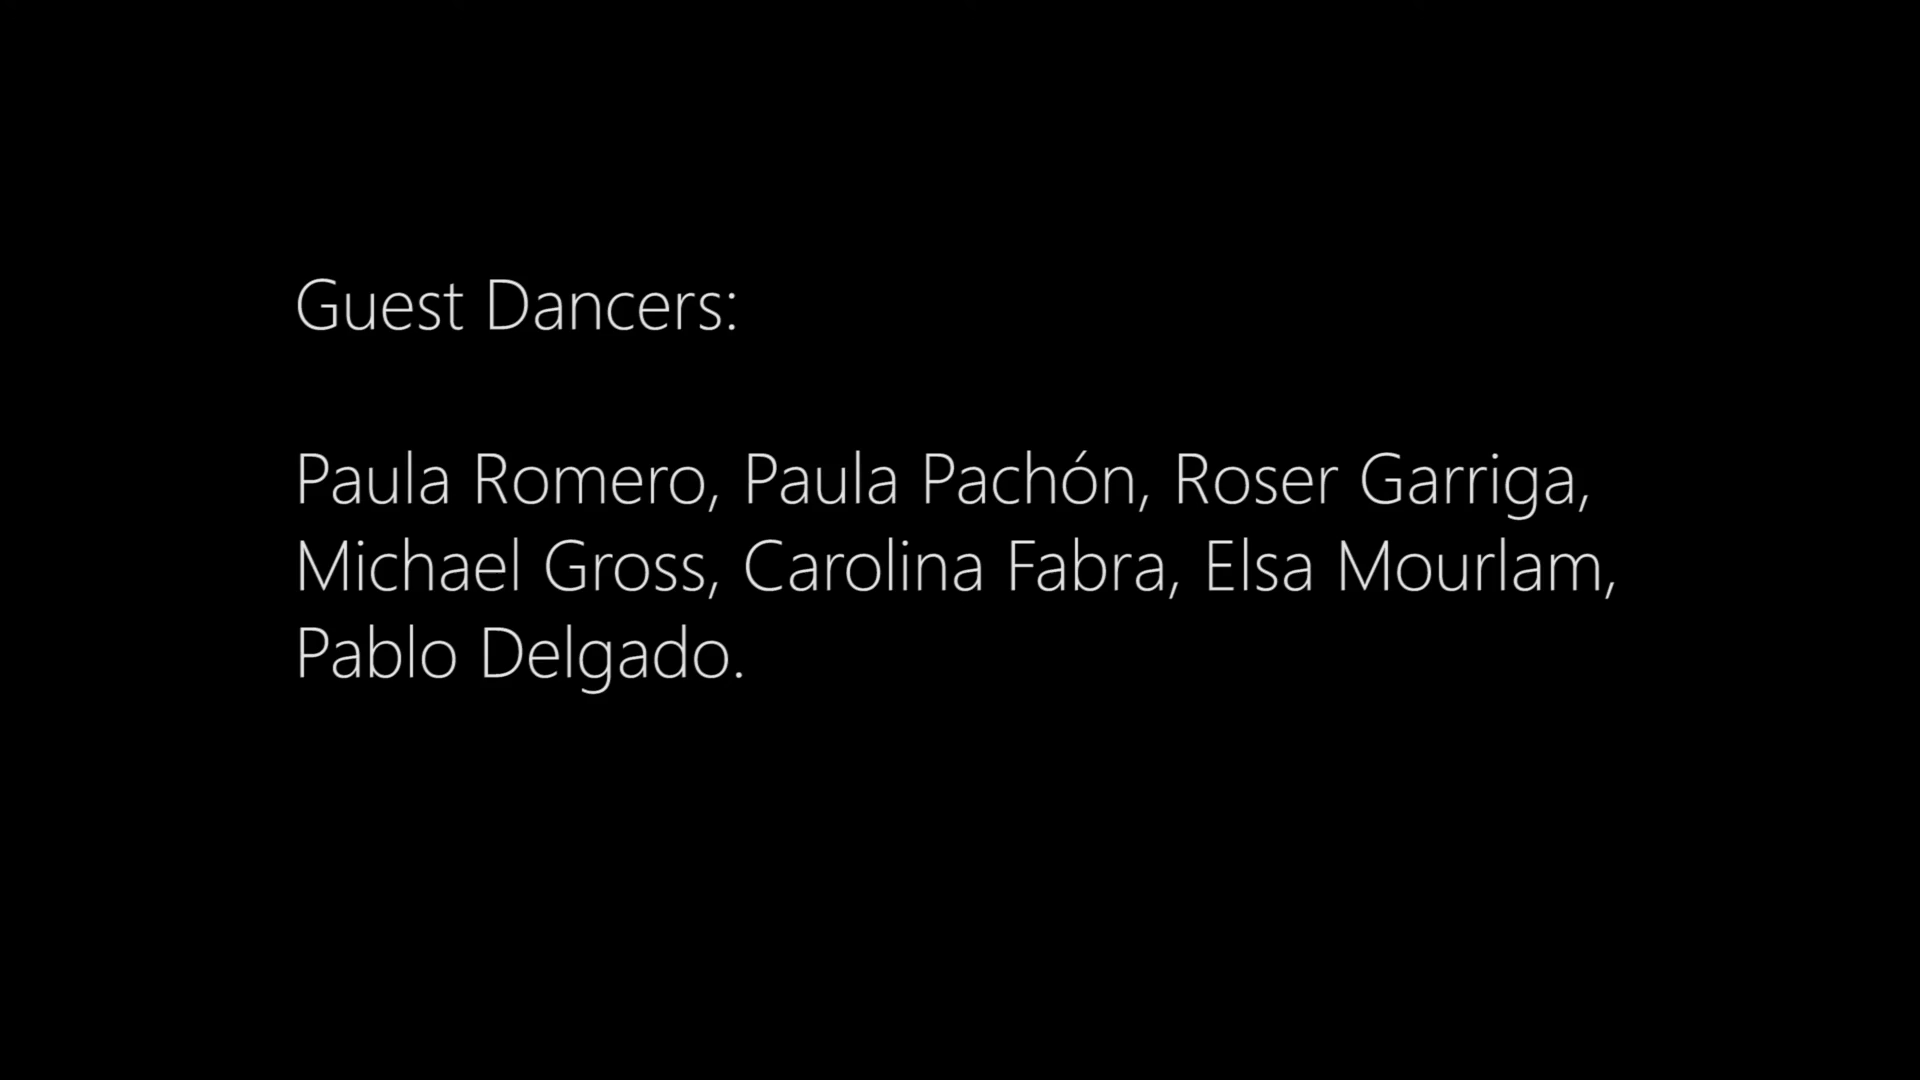 Guest Dancers:
Paula Romero, Paula Pachón, Roser Garriga,
Michael Gross, Carolina Fabra, Elsa Mourlam,
Pablo Delgado.